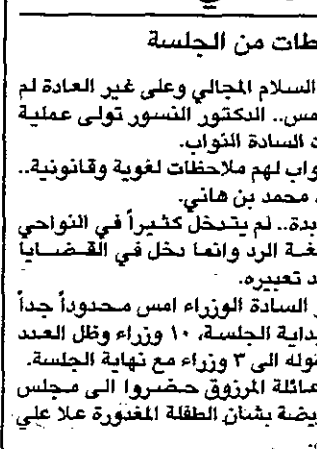 طات من الجلسة
السلام المجالي وعلى غير العادة لم
مس.. الدكتور النسور تولى عملية
ت السادة النواب.
واب لهم ملاحظات لغوية وقانونية..
محمد بن هاني.
بدة.. لم يتدخل كثيراً في النواحي
غة الرد وانما دخل في القضايا
د تعبيره.
السادة الوزراء امس محدوداً جداً
بداية الجلسة، ١٠ وزراء وظل العدد
قوله الى ٣ وزراء مع نهاية الجلسة.
عائلة المرزوق حضروا الى مجلس
يضة بشان الطفلة المغدورة علا علي